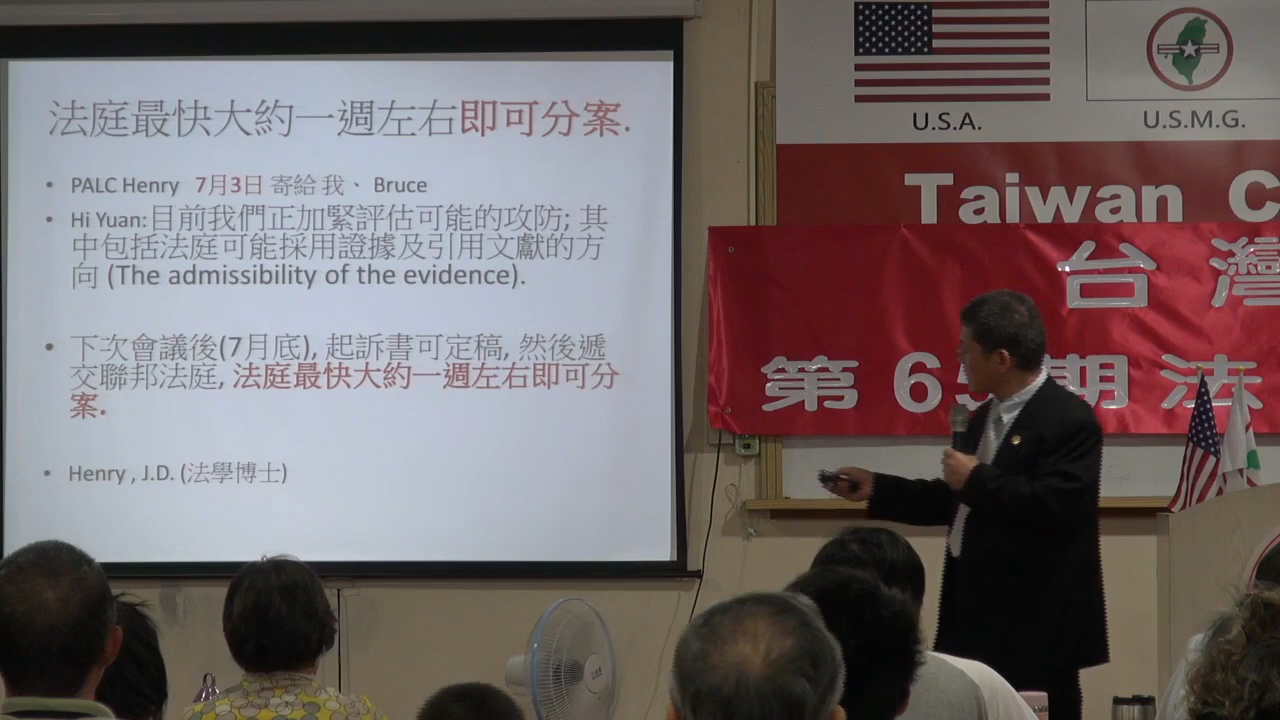 法庭最快大約一週左右即可分案.
• PALC Henry 7月3日 寄給 我、 Bruce
• Hi Yuan:目前我們正加緊評估可能的攻防; 其
中包括法庭可能採用證據及引用文獻的方
向 (The admissibility of the evidence).
• 下次會議後(7月底), 起訴書可定稿, 然後遞
交聯邦法庭, 法庭最快大約一週左右即可分
案.
• Henry , J.D. (法學博士)
U.S.A.
U.S.M.G.
Taiwan C
台灣
第 65期 法